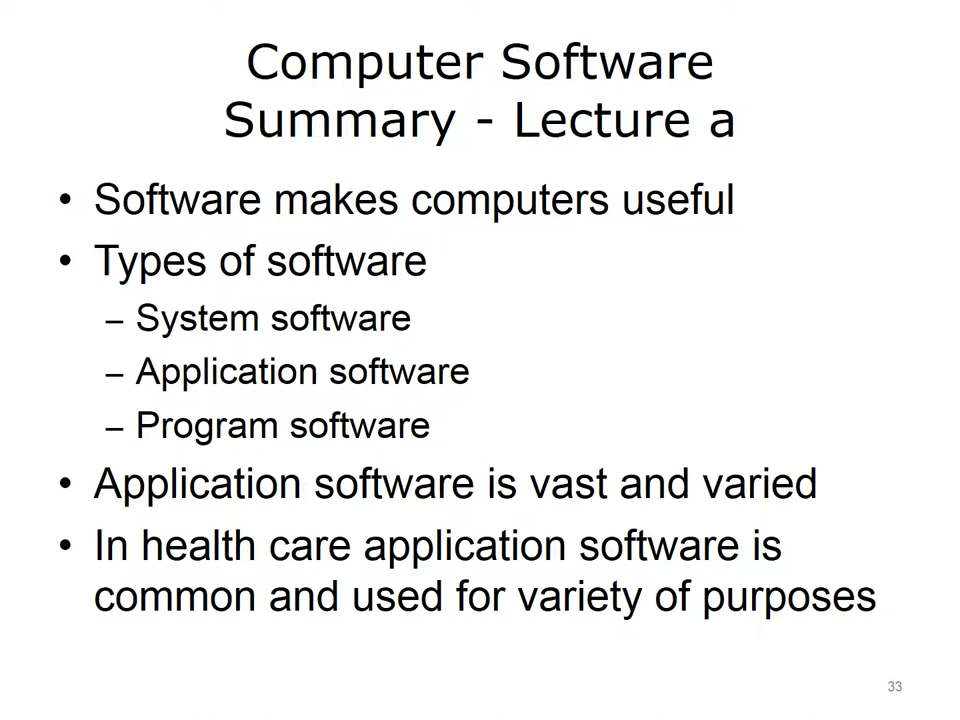 Computer Software
Summary - Lecture a
• Software makes computers useful
• Types of software
– System software
– Application software
– Program software
• Application software is vast and varied
• In health care application software is
common and used for variety of purposes
33